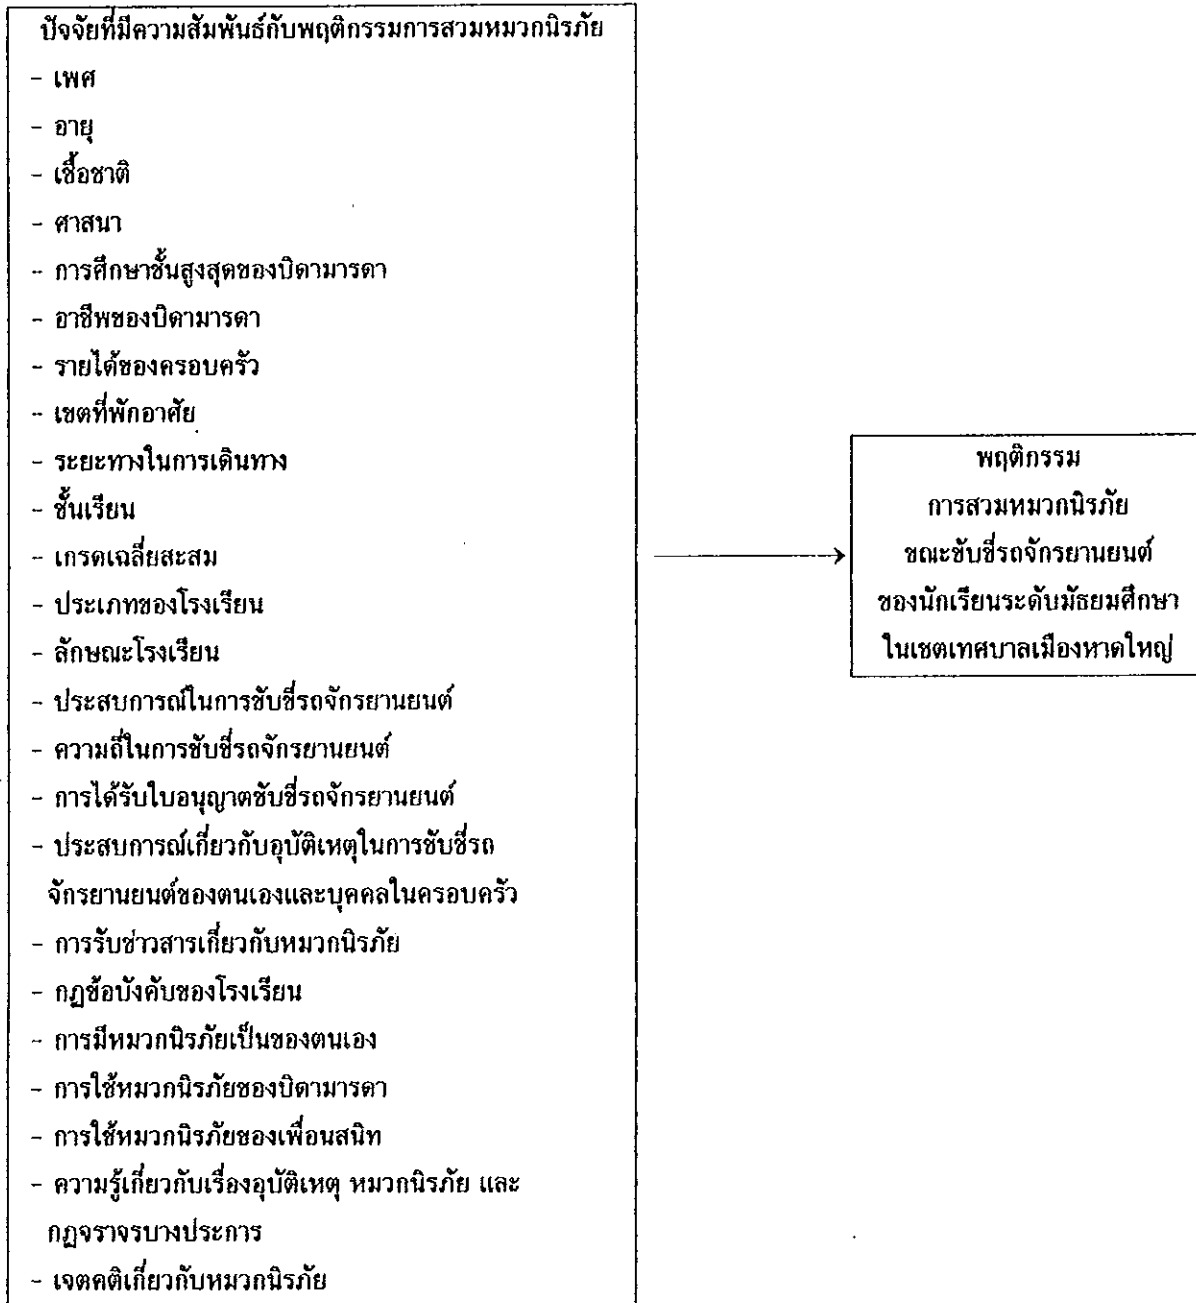 ปัจจัยที่มีความสัมพันธ์กับพฤติกรรมการสวมหมวกนิรภัย
- เพศ
- อายุ
- เชื้อชาติ
- ศาสนา
- การศึกษาชั้นสูงสุดของบิดามารดา
- อาชีพของบิดามารดา
- รายได้ของครอบครัว
- เขตที่พักอาศัย
- ระยะทางในการเดินทาง
- ชั้นเรียน
- เกรดเฉลี่ยสะสม
- ประเภทของโรงเรียน
- ลักษณะโรงเรียน
- ประสบการณ์ในการขับขี่รถจักรยานยนต์
- ความถี่ในการขับขี่รถจักรยานยนต์
- การได้รับใบอนุญาตขับขี่รถจักรยานยนต์
- ประสบการณ์เกี่ยวกับอุบัติเหตุในการขับขี่รถ
จักรยานยนต์ของตนเองและบุคคลในครอบครัว
- การรับข่าวสารเกี่ยวกับหมวกนิรภัย
- กฎข้อบังคับของโรงเรียน
- การมีหมวกนิรภัยเป็นของตนเอง
- การใช้หมวกนิรภัยของบิดามารดา
- การใช้หมวกนิรภัยของเพื่อนสนิท
- ความรู้เกี่ยวกับเรื่องอุบัติเหตุ หมวกนิรภัย และ
กฎจราจรบางประการ
- เจตคติเกี่ยวกับหมวกนิรภัย
พฤติกรรม
การสวมหมวกนิรภัย
ขณะขับขี่รถจักรยานยนต์
ของนักเรียนระดับมัธยมศึกษา
ในเขตเทศบาลเมืองหาดใหญ่